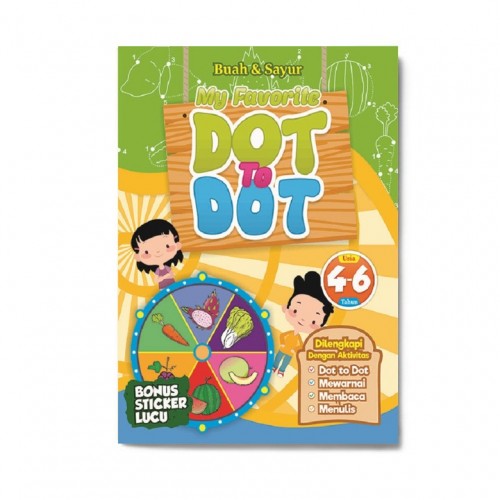 Buah & Sayur
My Favorite
DOT
TO
DOT
Usia
4-6
Tahun
Dilengkapi
Dengan Aktivitas
Dot to Dot
Mewarnai
Membaca
Menulis
BONUS
STICKER
LUCU